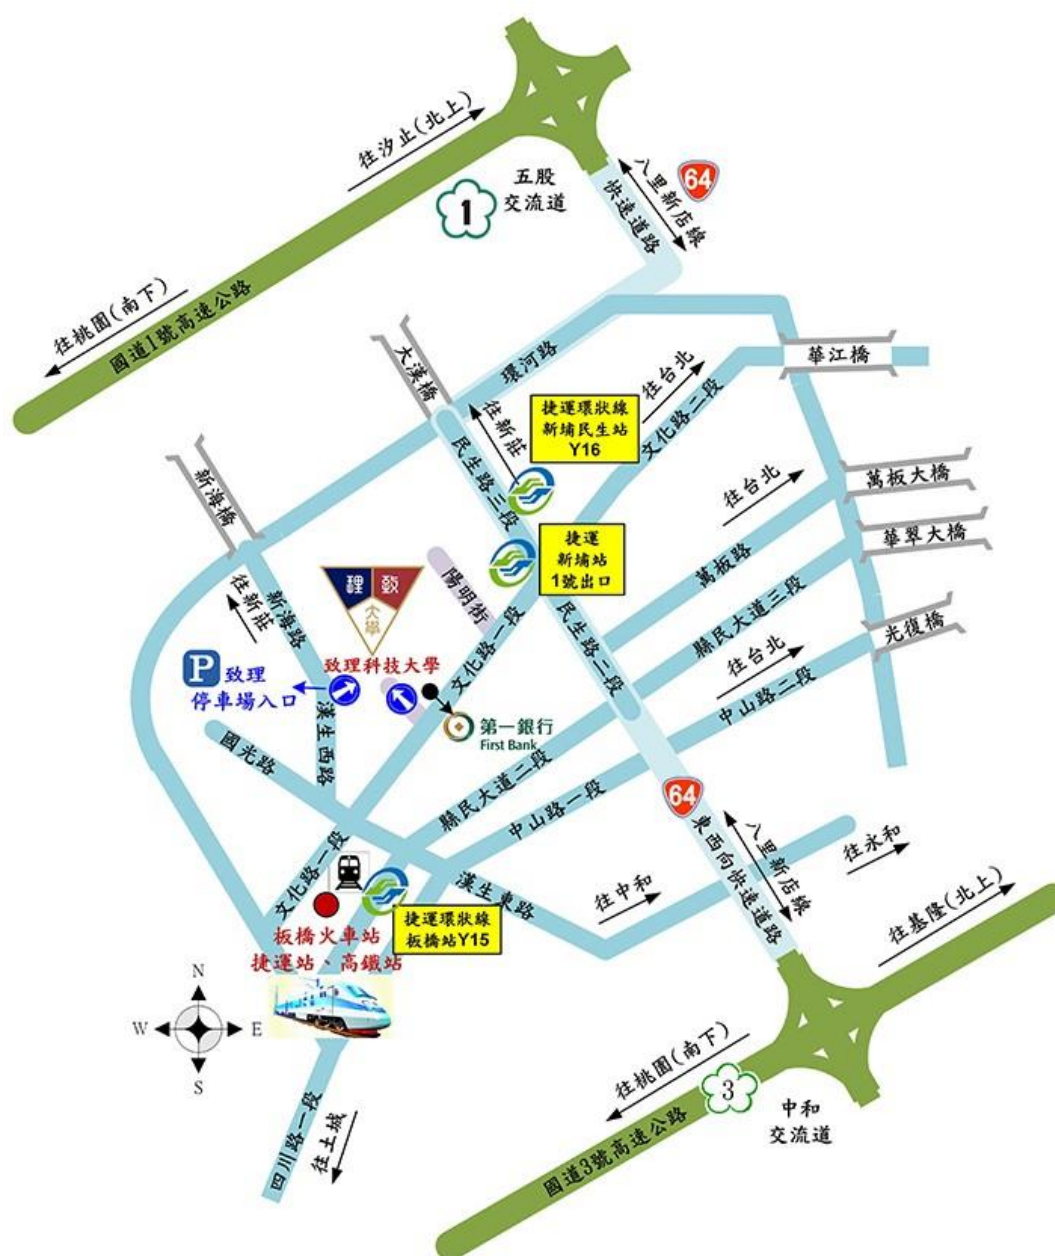 往汐止(北上)
八里新店線
64
快速道路
五股
交流道
1
往桃園(南下)
國道1號高速公路
大漢橋
環河路
往台北
華江橋
往新莊
捷運環狀線
新埔民生站
Y16
文化路二段
民生路三段
新海橋
往台北
萬板大橋
捷運
新埔站
1號出口
華翠大橋
萬板路
陽明街
理
致
大學
往新莊
新海路
縣民大道三段
民生路二段
光復橋
文化路一段
致理科技大學
往台北
P
致理
停車場入口
中山路二段
漢生西路
第一銀行
First Bank
國光路
縣民大道二段
中山路一段
64
東西向快速道路
八里新店線
往永和
文化路一段
漢生東路
往中和
捷運環狀線
板橋站Y15
板橋火車站
捷運站、高鐵站
往基隆(北上)
N
W
E
S
往桃園(南下)
3
中和
交流道
國道3號高速公路
四川路一段
往土城